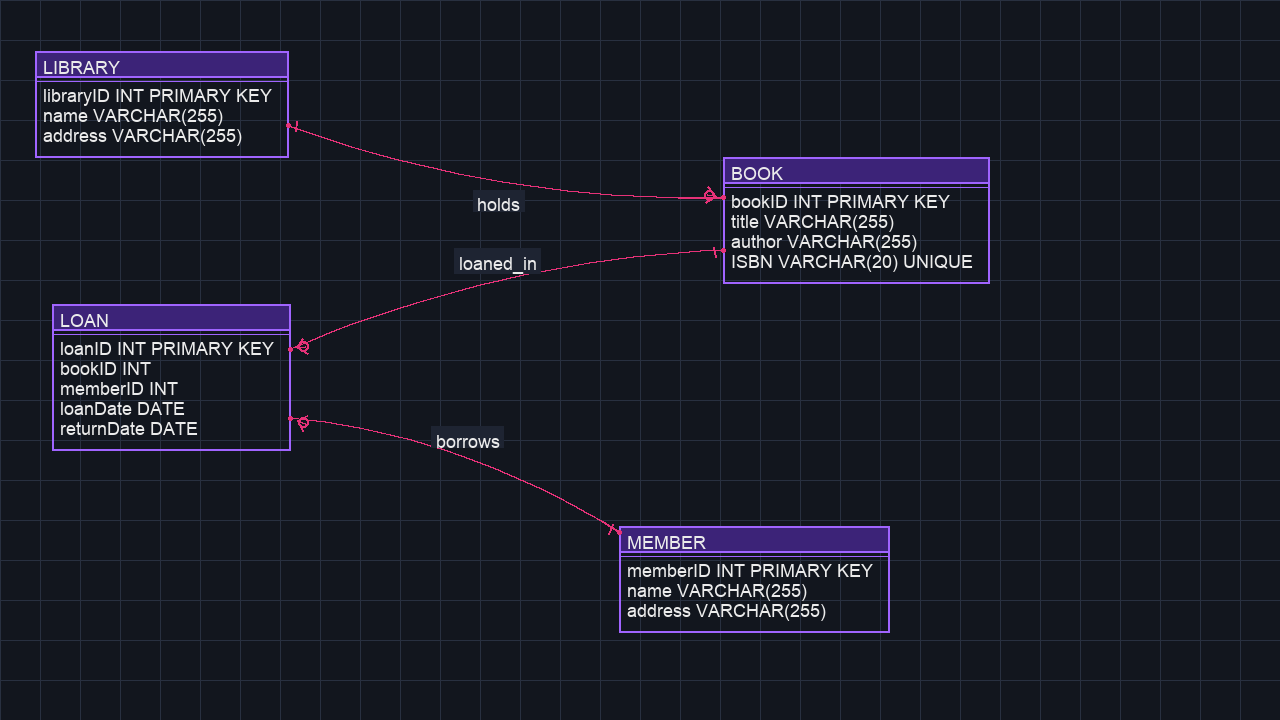 LIBRARY
libraryID INT PRIMARY KEY
name VARCHAR(255)
address VARCHAR(255)
BOOK
bookID INT PRIMARY KEY
title VARCHAR(255)
author VARCHAR(255)
ISBN VARCHAR(20) UNIQUE
holds
loaned_in
LOAN
loanID INT PRIMARY KEY
bookID INT
memberID INT
loanDate DATE
returnDate DATE
borrows
MEMBER
memberID INT PRIMARY KEY
name VARCHAR(255)
address VARCHAR(255)